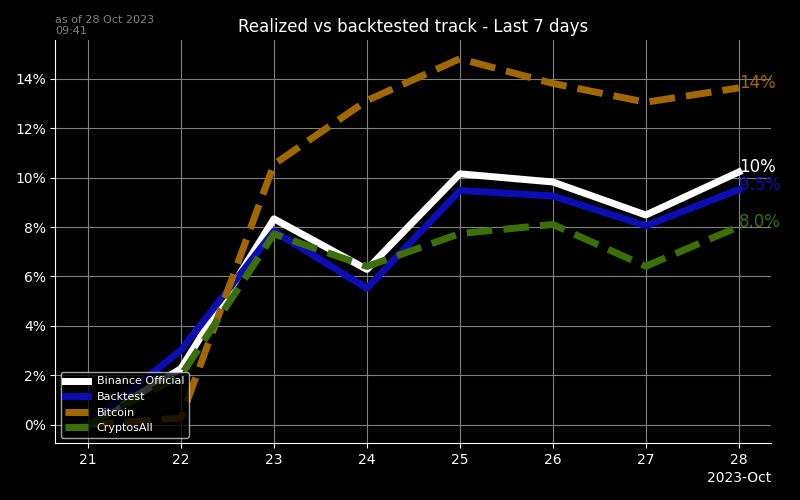 as of 28 Oct 2023
09:41
Realized vs backtested track - Last 7 days
14%
12%
10%
8%
6%
4%
2%
0%
14%
10%
9.5%
8.0%
Binance Official
Backtest
Bitcoin
CryptosAll
21 22 23 24 25 26 27 28
2023-Oct